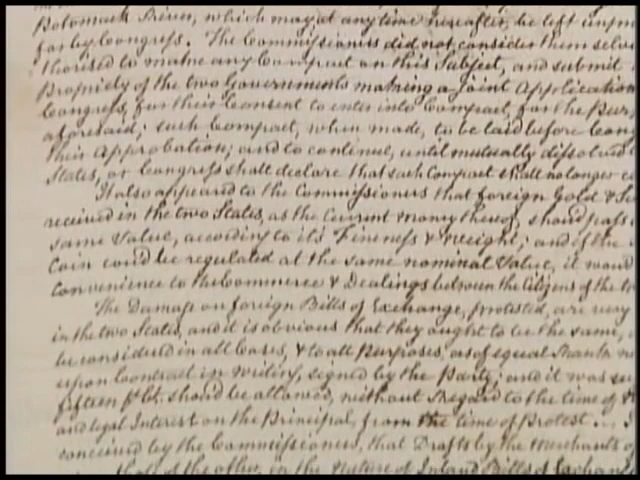 Potomack River, which may at any time hereafter, be left unpro
for by Congress. The Commissioners did not consider themselves
thorised to make any Compact on this Subject, and submit
Propriety of the two Governments making a joint Application
Congress, for their Consent to enter into Compact, for the Pur
aforesaid; such Compact, when made, to be laid before Con
their Approbation; and to continue, until mutually dissolved
States, or Congress shall declare that such Compact shall no longer
It also appeared to the Commissioners that foreign Gold &
received in the two States, as the Current Money thereof, should pass
same Value, according to it's Fineness & Weight; and if the
Coin could be regulated at the same nominal Value, it would
convenience to the Commerce & Dealings between the Citizens of the
The Damage on foreign Bills of Exchange, protested, are very
in the two States, and it is obvious that they ought to be the same,
be considered in all Cases, & to all Purposes, as of equal Rank
upon Contract in Writing, signed by the Party; and it was
fifteen should be allowed, without Regard to the time of
and legal Interest on the Principal, from the time of Protest
conceived by the Commissioners, that Drafts by the Merchants of
that of the other, in the Nature of Inland Bills of Exchan